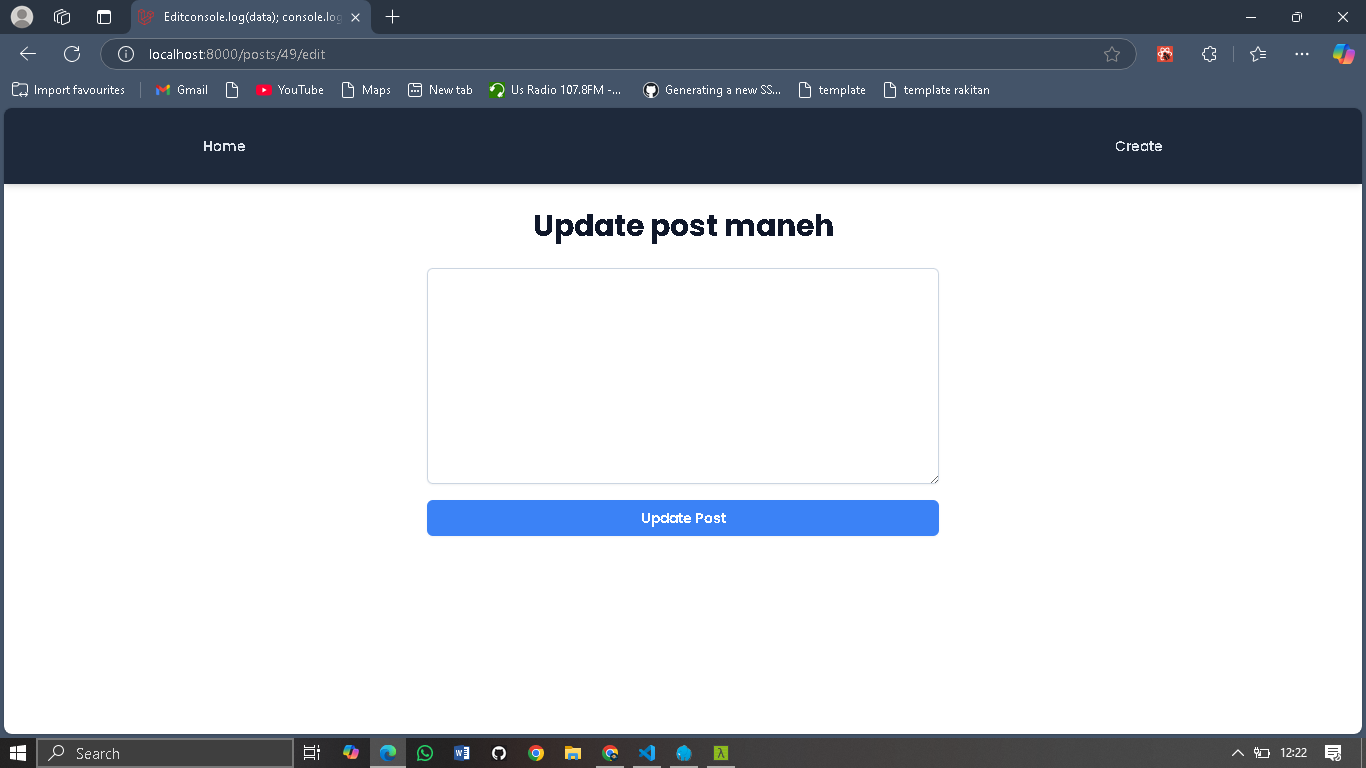 Editconsole.log(data); console.log
localhost:8000/posts/49/edit
Import favourites
Gmail
YouTube
Maps
New tab
Us Radio 107.8FM -...
Generating a new SS...
template
template rakitan
Home
Create
Update post maneh
Update Post
Search
12:22